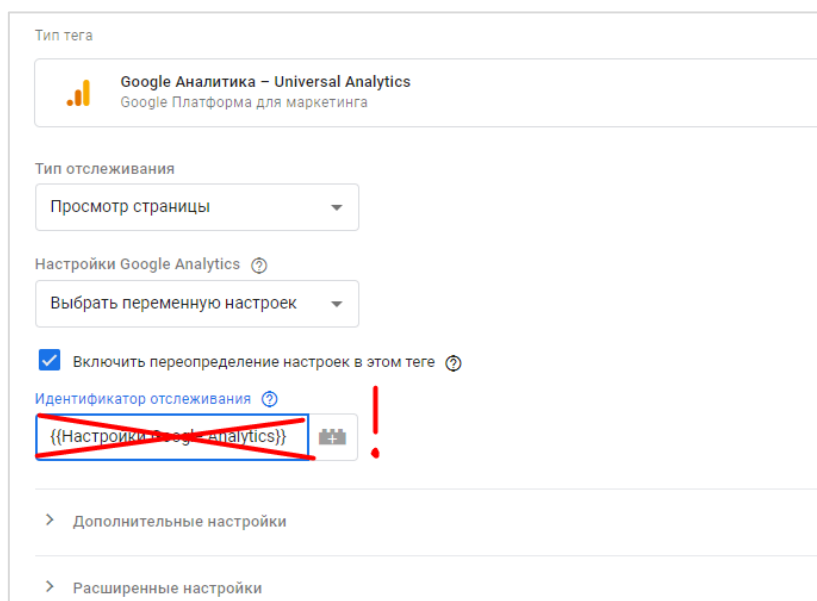 Тип тега
Google Аналитика – Universal Analytics
Google Платформа для маркетинга
Тип отслеживания
Просмотр страницы
Настройки Google Analytics
Выбрать переменную настроек
Включить переопределение настроек в этом теге
Идентификатор отслеживания
{{Настройки Google Analytics}}
!
Дополнительные настройки
Расширенные настройки